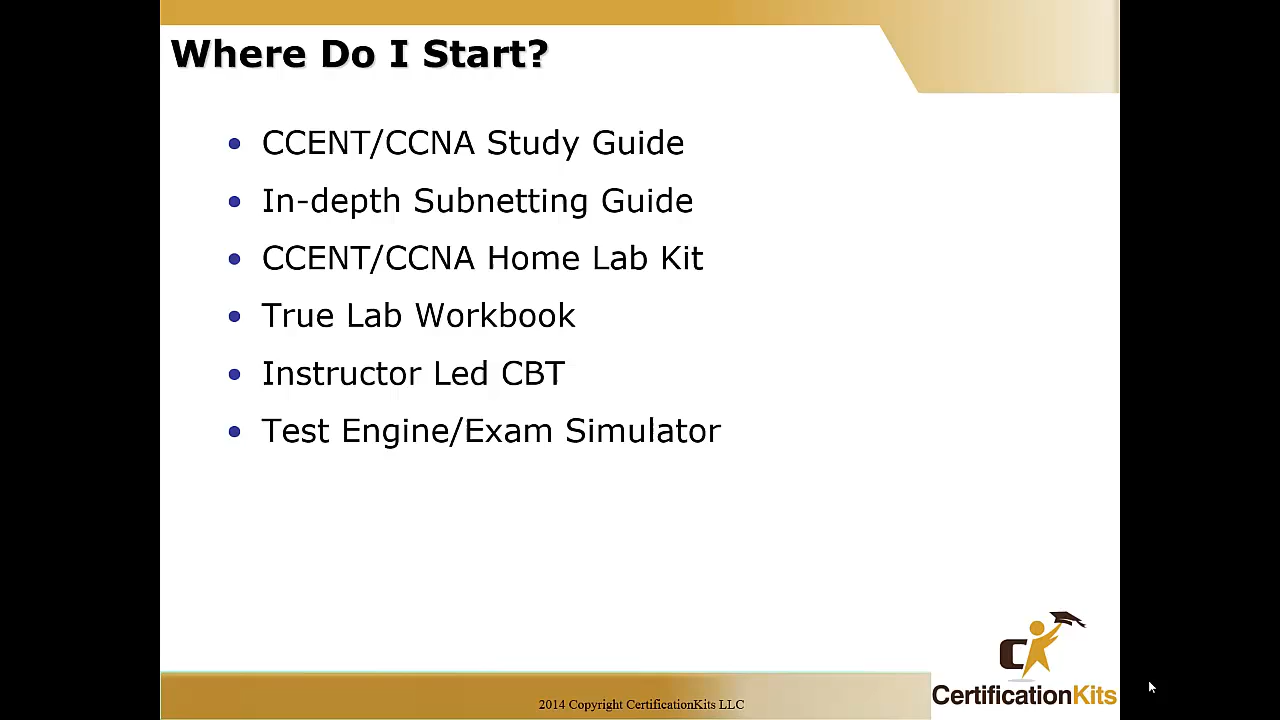 Where Do I Start?
• CCENT/CCNA Study Guide
• In-depth Subnetting Guide
• CCENT/CCNA Home Lab Kit
• True Lab Workbook
• Instructor Led CBT
• Test Engine/Exam Simulator
C
CertificationKits
2014 Copyright CertificationKits LLC